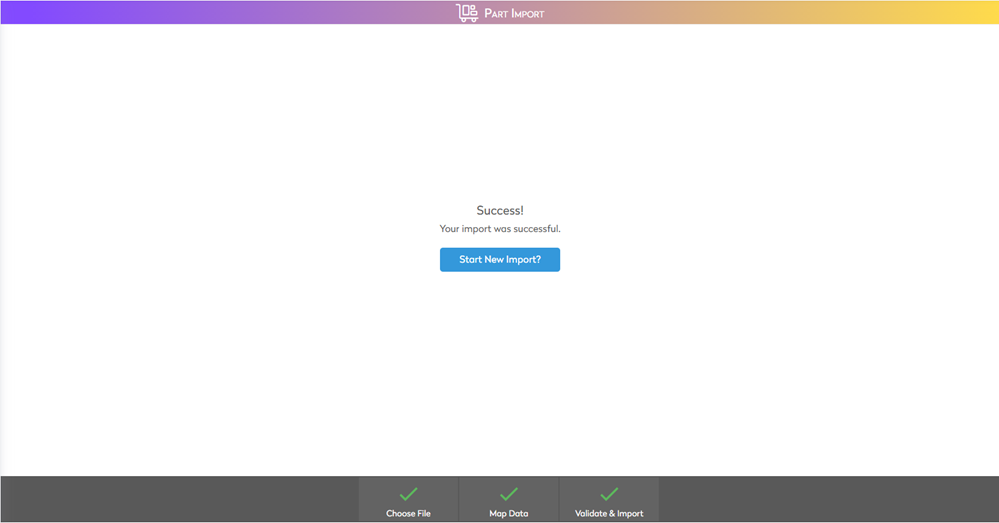 Part Import
Success!
Your import was successful.
Start New Import?
Choose File
Map Data
Validate & Import